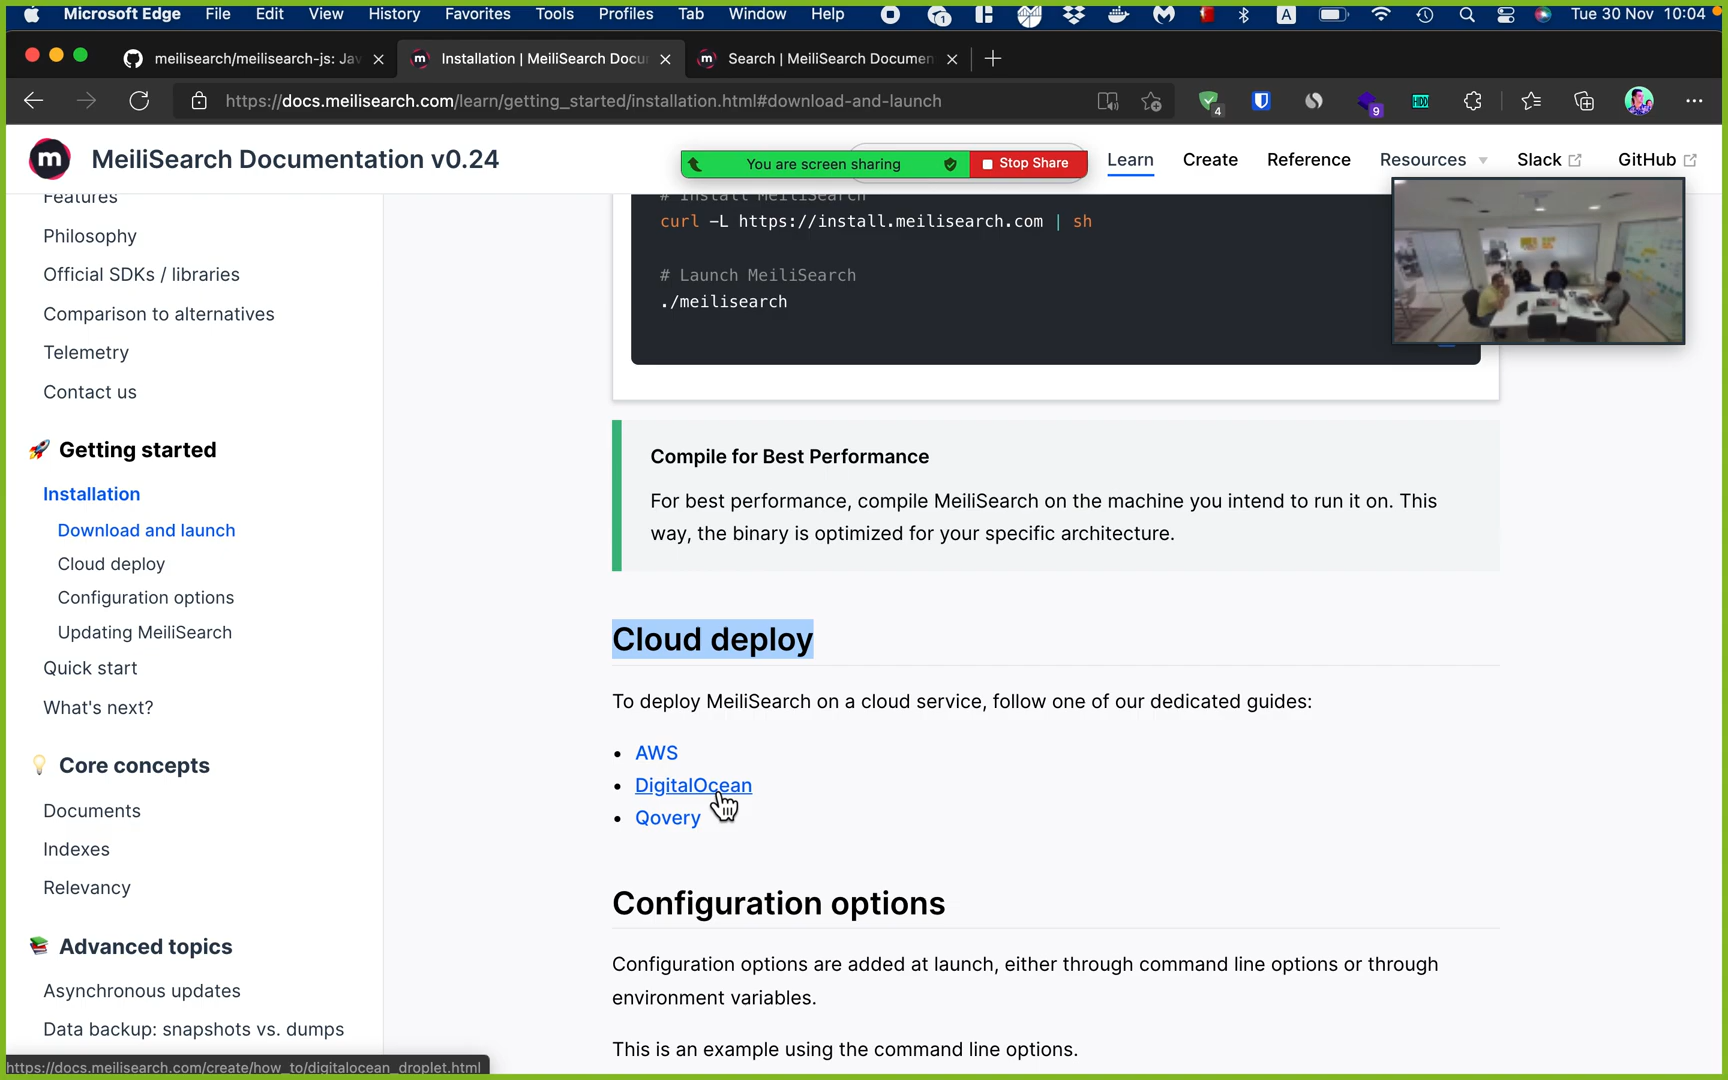 Microsoft Edge File Edit View History Favorites Tools Profiles Tab Window Help 1 A Tue 30 Nov 10:04
meilisearch/meilisearch-js: Jav
Installation | MeiliSearch Docum
Search | MeiliSearch Documen
https://docs.meilisearch.com/learn/getting_started/installation.html#download-and-launch
4
HDD
9
m MeiliSearch Documentation v0.24
You are screen sharing
Stop Share
Learn Create Reference Resources Slack GitHub
Features
Philosophy
Official SDKs / libraries
Comparison to alternatives
Telemetry
Contact us
Getting started
Installation
Download and launch
Cloud deploy
Configuration options
Updating MeiliSearch
Quick start
What's next?
Core concepts
Documents
Indexes
Relevancy
Advanced topics
Asynchronous updates
Data backup: snapshots vs. dumps
https://docs.meilisearch.com/create/how_to/digitalocean_droplet.html
# Install MeiliSearch
curl -L https://install.meilisearch.com | sh
# Launch MeiliSearch
./meilisearch
Compile for Best Performance
For best performance, compile MeiliSearch on the machine you intend to run it on. This
way, the binary is optimized for your specific architecture.
Cloud deploy
To deploy MeiliSearch on a cloud service, follow one of our dedicated guides:
• AWS
• DigitalOcean
• Qovery
Configuration options
Configuration options are added at launch, either through command line options or through
environment variables.
This is an example using the command line options.